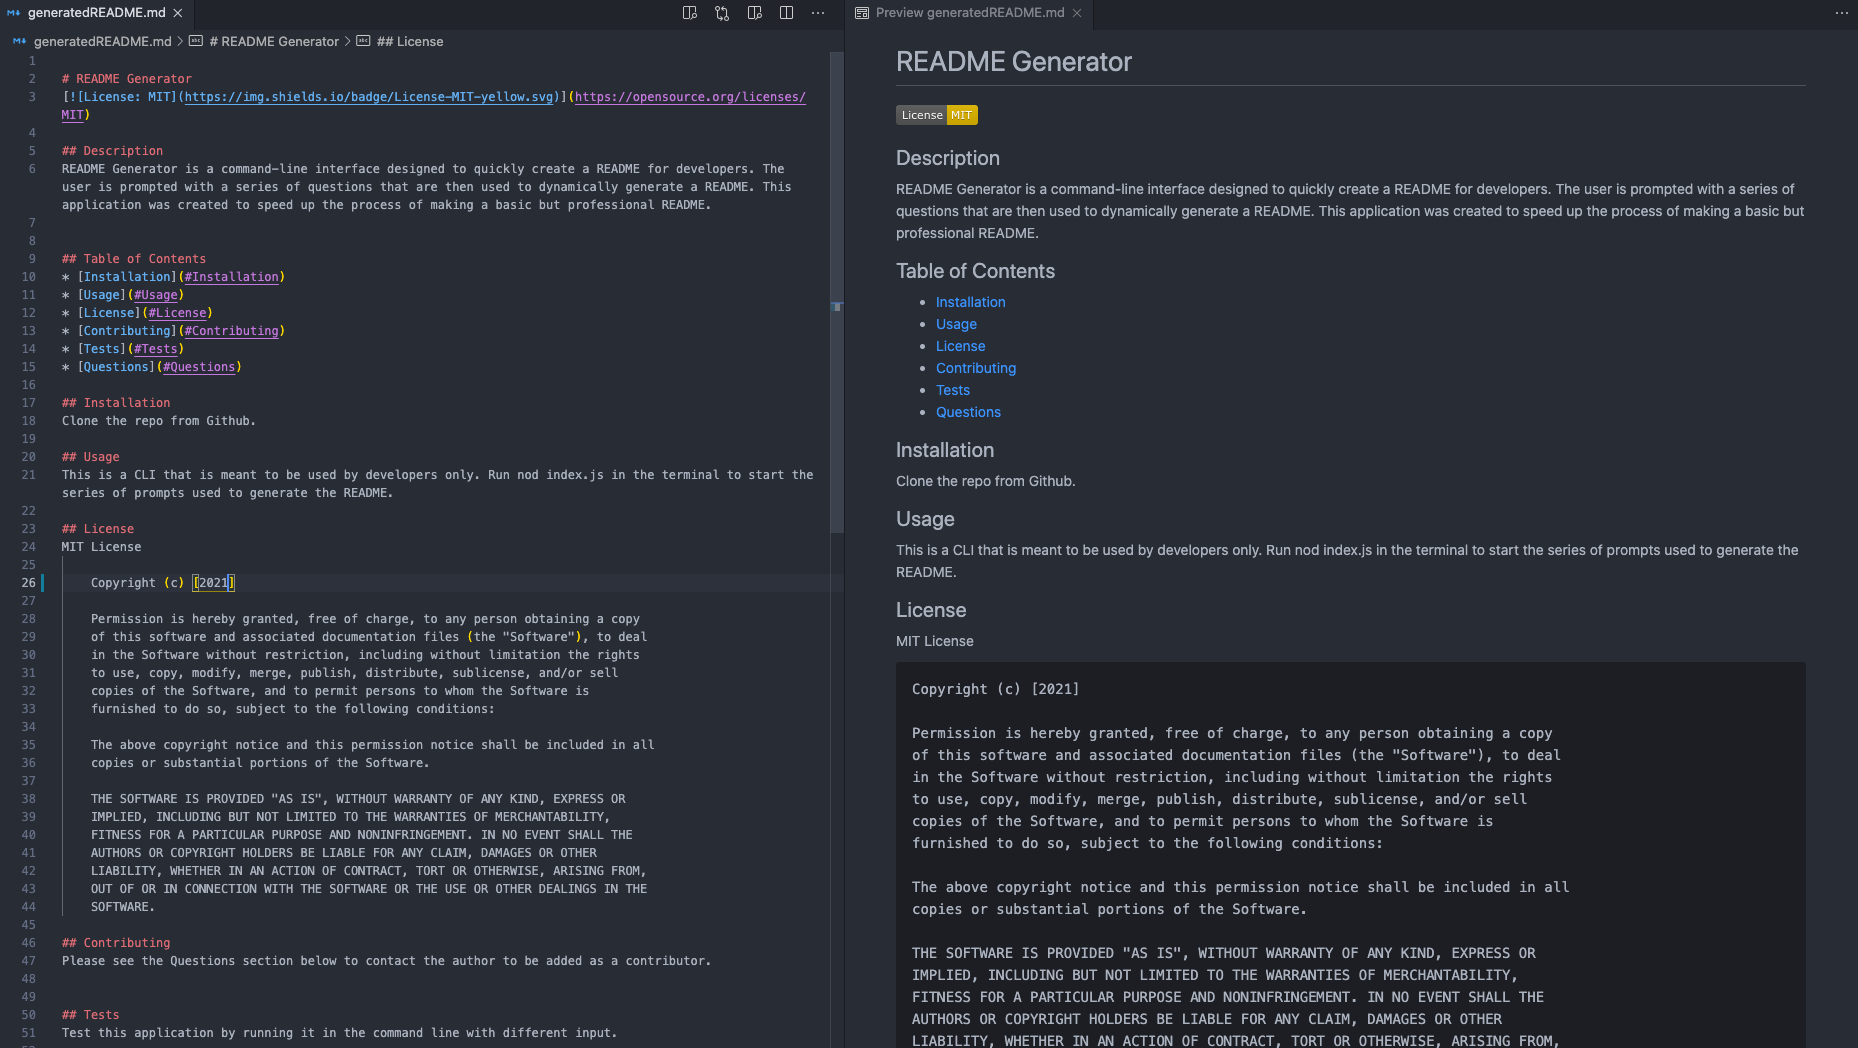 generatedREADME.md
generatedREADME.md > # README Generator > ## License
1
2 # README Generator
3 [![License: MIT](https://img.shields.io/badge/License-MIT-yellow.svg)](https://opensource.org/licenses/
MIT)
4
5 ## Description
6 README Generator is a command-line interface designed to quickly create a README for developers. The
user is prompted with a series of questions that are then used to dynamically generate a README. This
application was created to speed up the process of making a basic but professional README.
7
8
9 ## Table of Contents
10 * [Installation](#Installation)
11 * [Usage](#Usage)
12 * [License](#License)
13 * [Contributing](#Contributing)
14 * [Tests](#Tests)
15 * [Questions](#Questions)
16
17 ## Installation
18 Clone the repo from Github.
19
20 ## Usage
21 This is a CLI that is meant to be used by developers only. Run nod index.js in the terminal to start the
series of prompts used to generate the README.
22
23 ## License
24 MIT License
25
26 Copyright (c) [2021]
27
28 Permission is hereby granted, free of charge, to any person obtaining a copy
29 of this software and associated documentation files (the "Software"), to deal
30 in the Software without restriction, including without limitation the rights
31 to use, copy, modify, merge, publish, distribute, sublicense, and/or sell
32 copies of the Software, and to permit persons to whom the Software is
33 furnished to do so, subject to the following conditions:
34
35 The above copyright notice and this permission notice shall be included in all
36 copies or substantial portions of the Software.
37
38 THE SOFTWARE IS PROVIDED "AS IS", WITHOUT WARRANTY OF ANY KIND, EXPRESS OR
39 IMPLIED, INCLUDING BUT NOT LIMITED TO THE WARRANTIES OF MERCHANTABILITY,
40 FITNESS FOR A PARTICULAR PURPOSE AND NONINFRINGEMENT. IN NO EVENT SHALL THE
41 AUTHORS OR COPYRIGHT HOLDERS BE LIABLE FOR ANY CLAIM, DAMAGES OR OTHER
42 LIABILITY, WHETHER IN AN ACTION OF CONTRACT, TORT OR OTHERWISE, ARISING FROM,
43 OUT OF OR IN CONNECTION WITH THE SOFTWARE OR THE USE OR OTHER DEALINGS IN THE
44 SOFTWARE.
45
46 ## Contributing
47 Please see the Questions section below to contact the author to be added as a contributor.
48
49
50 ## Tests
51 Test this application by running it in the command line with different input.
Preview generatedREADME.md
README Generator
License MIT
Description
README Generator is a command-line interface designed to quickly create a README for developers. The user is prompted with a series of
questions that are then used to dynamically generate a README. This application was created to speed up the process of making a basic but
professional README.
Table of Contents
• Installation
• Usage
• License
• Contributing
• Tests
• Questions
Installation
Clone the repo from Github.
Usage
This is a CLI that is meant to be used by developers only. Run nod index.js in the terminal to start the series of prompts used to generate the
README.
License
MIT License
Copyright (c) [2021]
Permission is hereby granted, free of charge, to any person obtaining a copy
of this software and associated documentation files (the "Software"), to deal
in the Software without restriction, including without limitation the rights
to use, copy, modify, merge, publish, distribute, sublicense, and/or sell
copies of the Software, and to permit persons to whom the Software is
furnished to do so, subject to the following conditions:
The above copyright notice and this permission notice shall be included in all
copies or substantial portions of the Software.
THE SOFTWARE IS PROVIDED "AS IS", WITHOUT WARRANTY OF ANY KIND, EXPRESS OR
IMPLIED, INCLUDING BUT NOT LIMITED TO THE WARRANTIES OF MERCHANTABILITY,
FITNESS FOR A PARTICULAR PURPOSE AND NONINFRINGEMENT. IN NO EVENT SHALL THE
AUTHORS OR COPYRIGHT HOLDERS BE LIABLE FOR ANY CLAIM, DAMAGES OR OTHER
LIABILITY, WHETHER IN AN ACTION OF CONTRACT, TORT OR OTHERWISE, ARISING FROM,